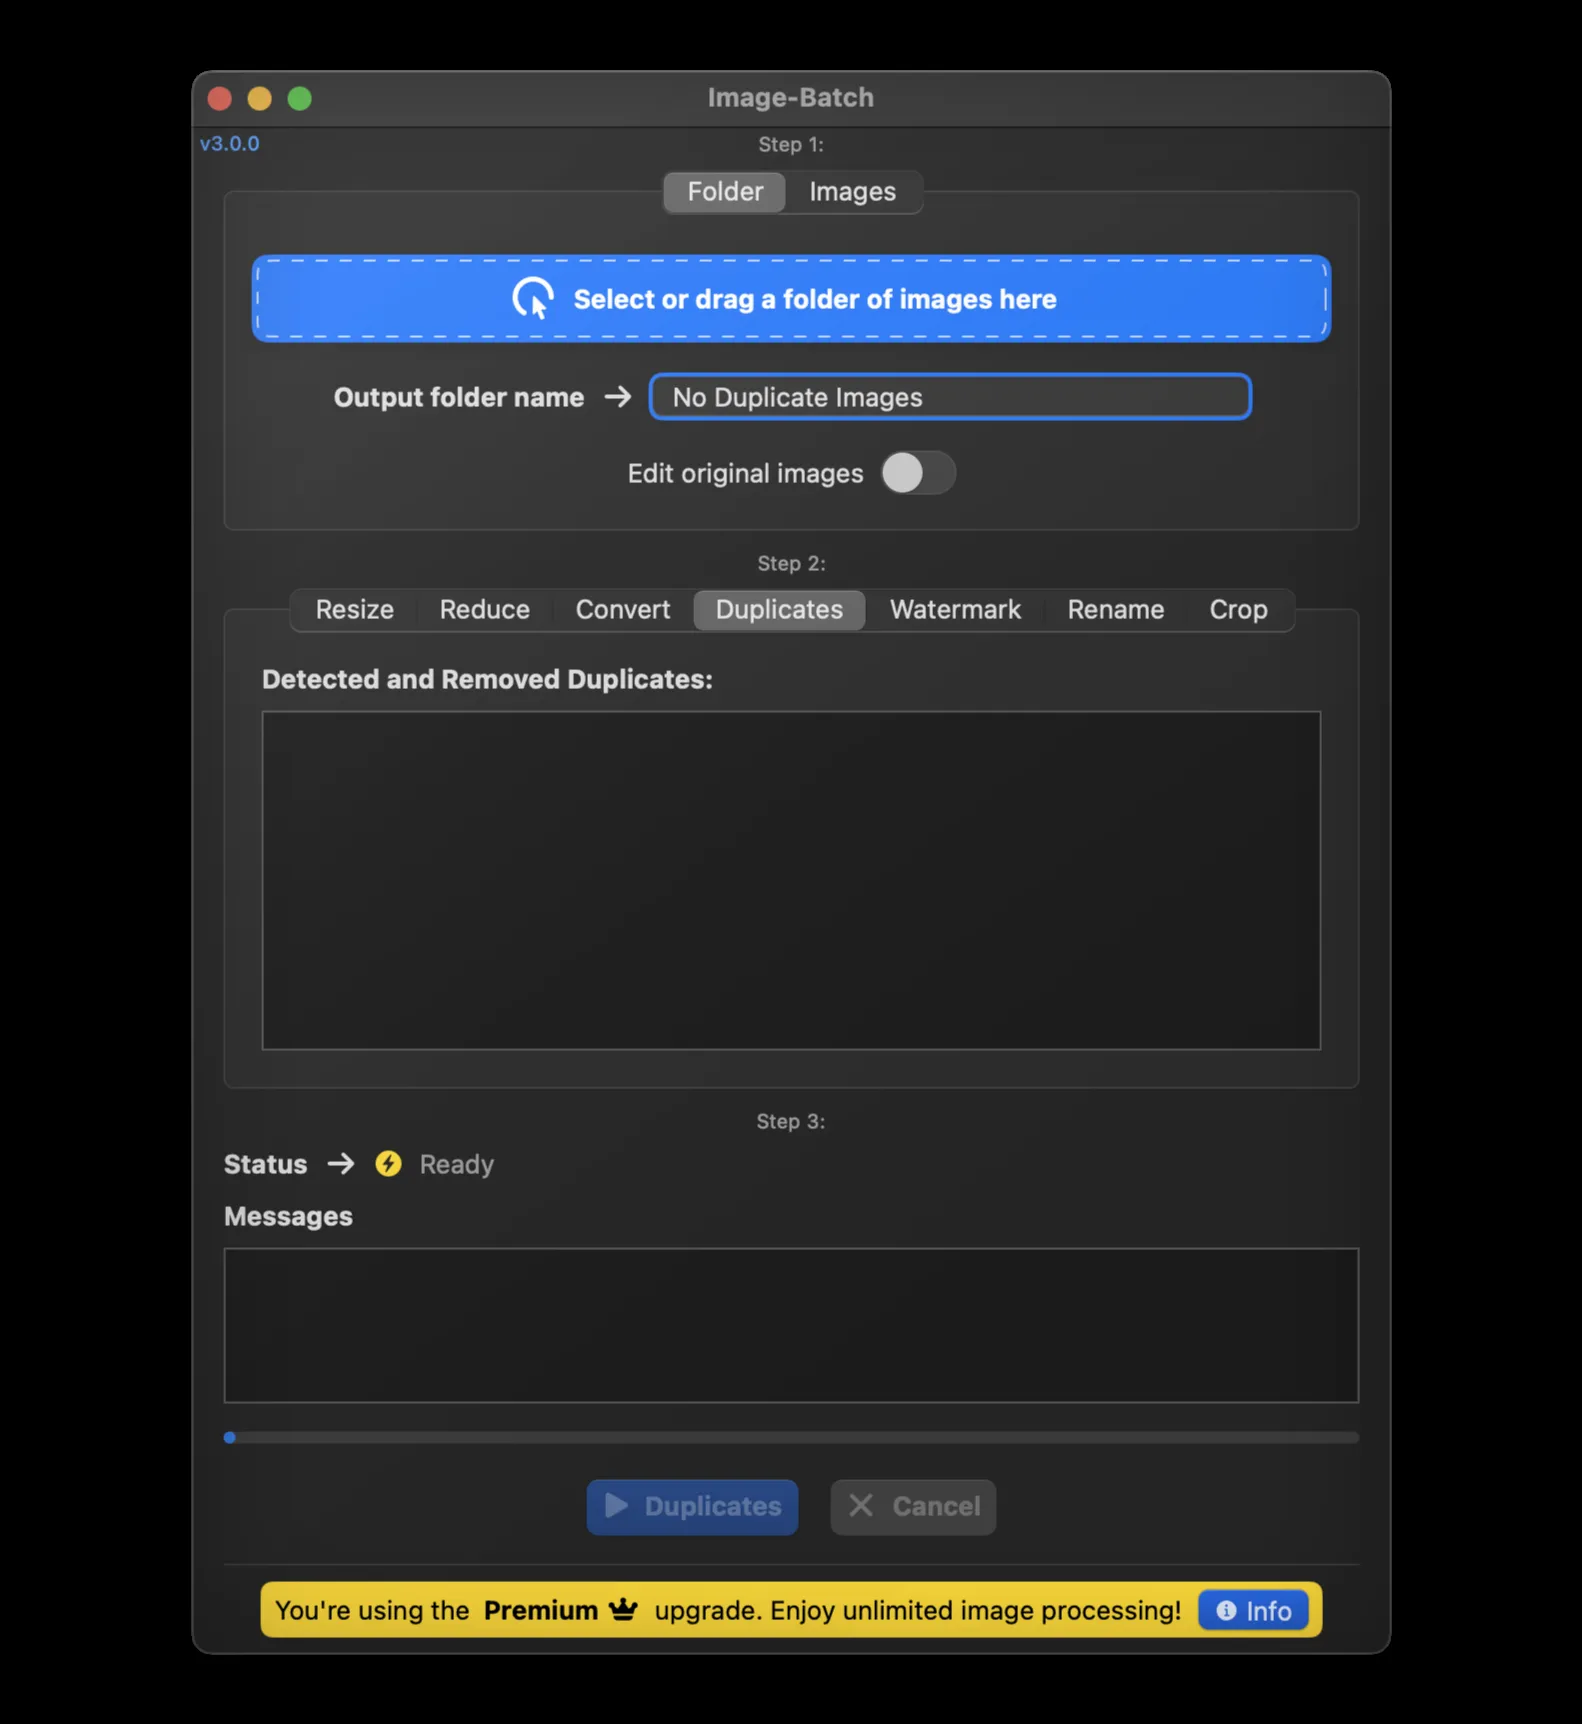 Image-Batch
v3.0.0
Step 1:
Folder Images
Select or drag a folder of images here
Output folder name → No Duplicate Images
Edit original images
Step 2:
Resize Reduce Convert Duplicates Watermark Rename Crop
Detected and Removed Duplicates:
Step 3:
Status → Ready
Messages
Duplicates Cancel
You're using the Premium upgrade. Enjoy unlimited image processing! Info